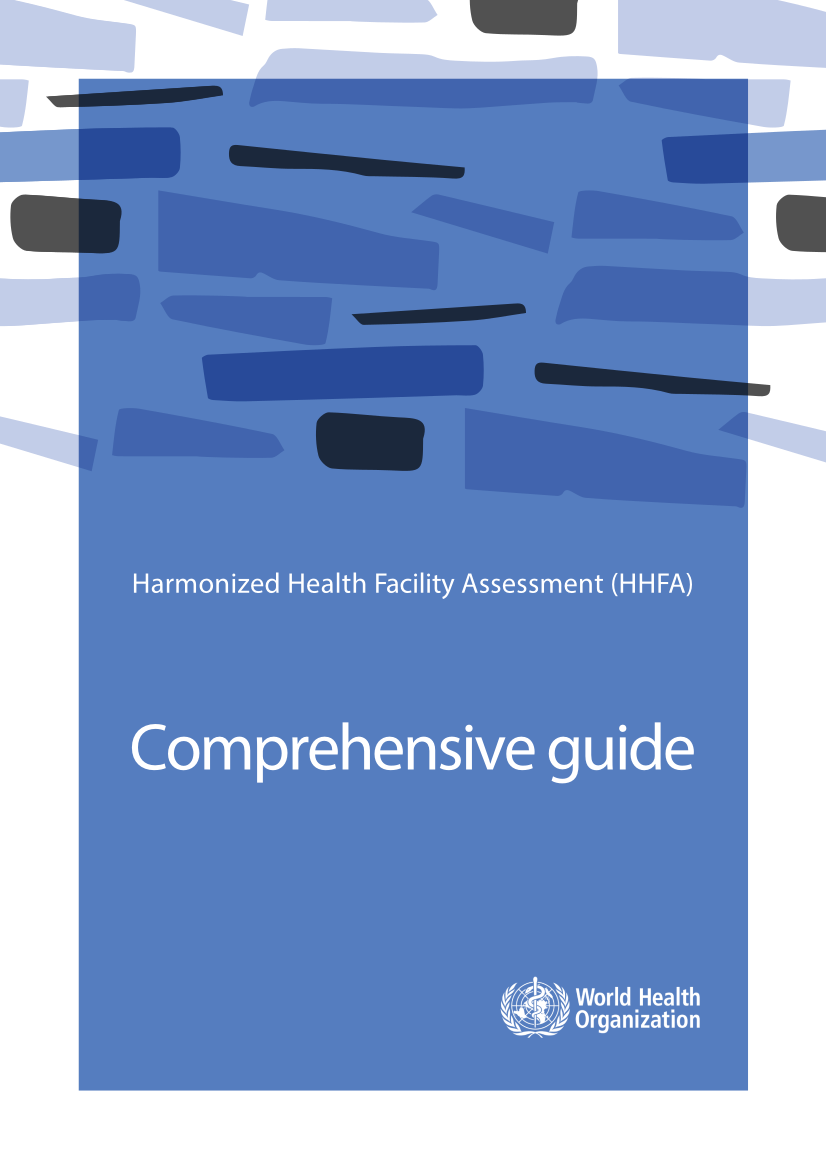 Harmonized Health Facility Assessment (HHFA)
Comprehensive guide
World Health
Organization